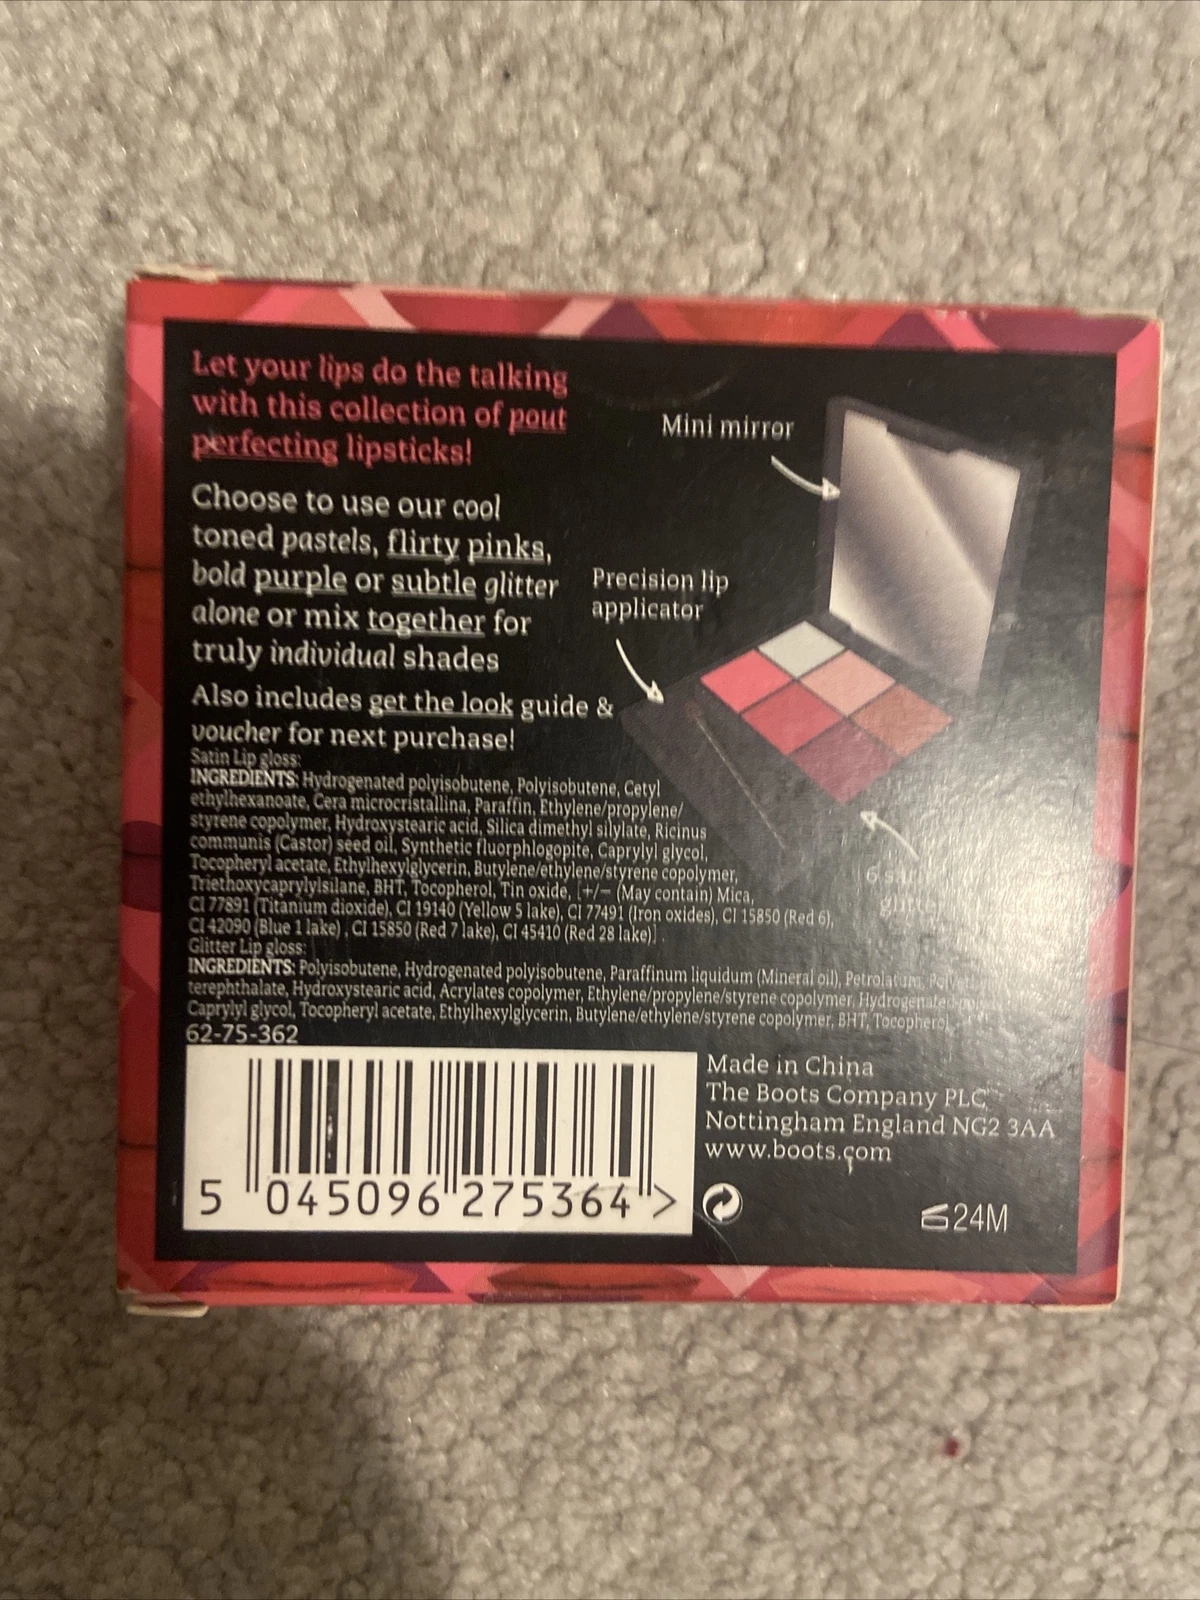 Let your lips do the talking
with this collection of pout
perfecting lipsticks!
Choose to use our cool
toned pastels, flirty pinks,
bold purple or subtle glitter
alone or mix together for
truly individual shades
Also includes get the look guide &
voucher for next purchase!
Mini mirror
Precision lip
applicator
6
Satin Lip gloss:
INGREDIENTS: Hydrogenated polyisobutene, Polyisobutene, Cetyl
ethylhexanoate, Cera microcristallina, Paraffin, Ethylene/propylene/
styrene copolymer, Hydroxystearic acid, Silica dimethyl silylate, Ricinus
communis (Castor) seed oil, Synthetic fluorphlogopite, Caprylyl glycol,
Tocopheryl acetate, Ethylhexylglycerin, Butylene/ethylene/styrene copolymer,
Triethoxycaprylylsilane, BHT, Tocopherol, Tin oxide, [+/− (May contain) Mica,
CI 77891 (Titanium dioxide), CI 19140 (Yellow 5 lake), CI 77491 (Iron oxides), CI 15850 (Red 6),
CI 42090 (Blue 1 lake) , CI 15850 (Red 7 lake), CI 45410 (Red 28 lake)] .
Glitter Lip gloss:
INGREDIENTS: Polyisobutene, Hydrogenated polyisobutene, Paraffinum liquidum (Mineral oil), Petrolatum,
terephthalate, Hydroxystearic acid, Acrylates copolymer, Ethylene/propylene/styrene copolymer, Hydrogenated
Caprylyl glycol, Tocopheryl acetate, Ethylhexylglycerin, Butylene/ethylene/styrene copolymer, BHT, Tocopherol
62-75-362
5 045096 275364 >
Made in China
The Boots Company PLC
Nottingham England NG2 3AA
www.boots.com
24M